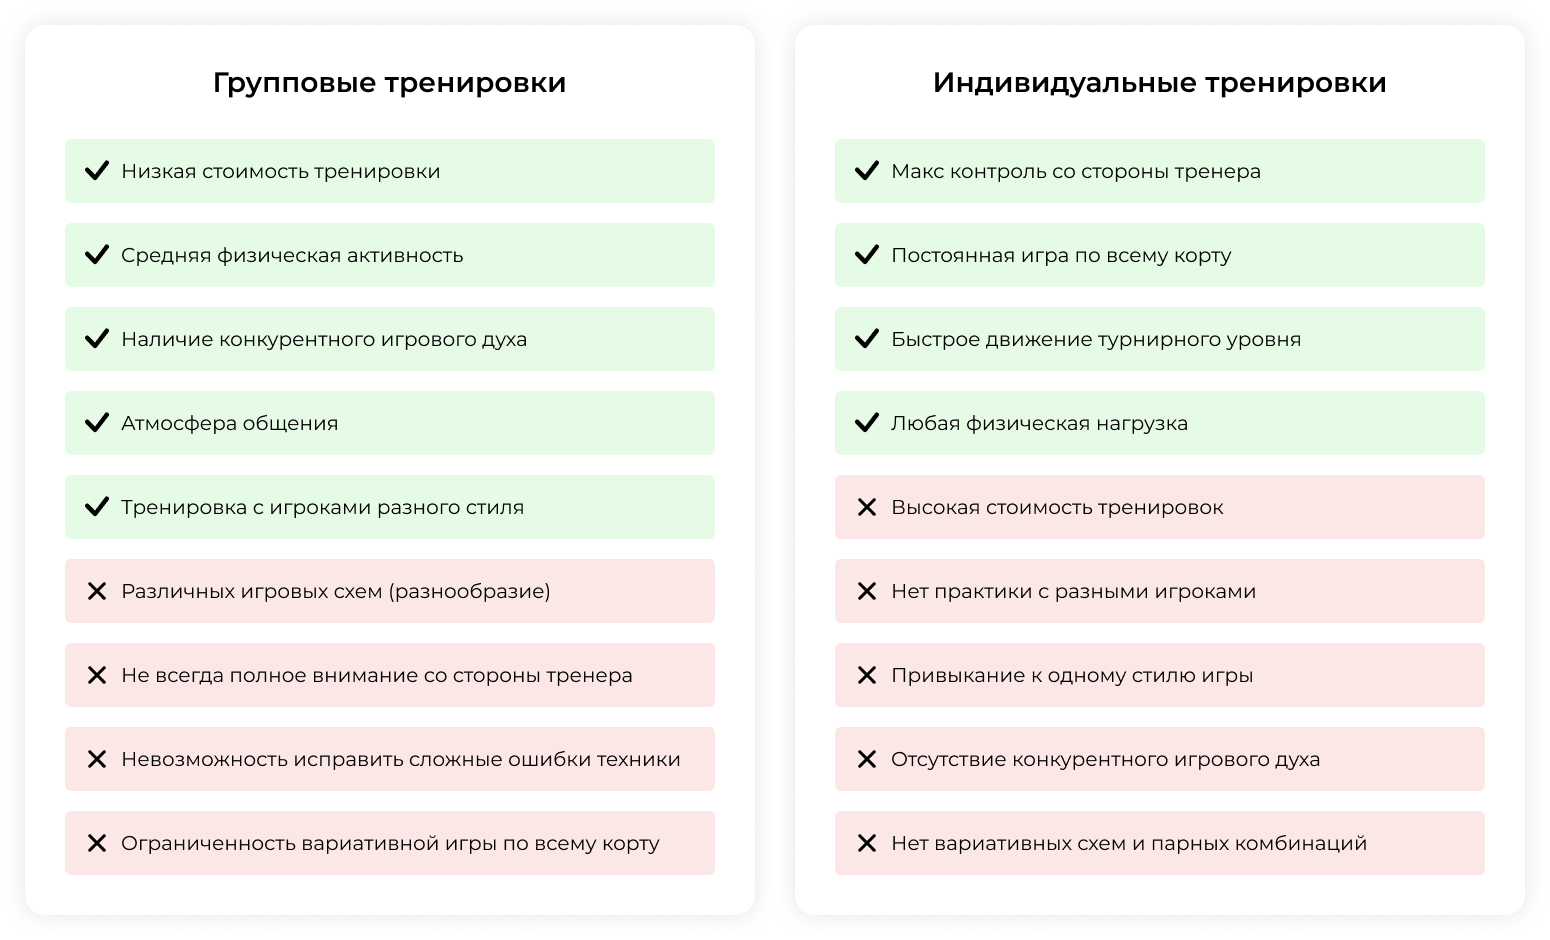 Групповые тренировки
Низкая стоимость тренировки
Средняя физическая активность
Наличие конкурентного игрового духа
Атмосфера общения
Тренировка с игроками разного стиля
Различных игровых схем (разнообразие)
Не всегда полное внимание со стороны тренера
Невозможность исправить сложные ошибки техники
Ограниченность вариативной игры по всему корту
Индивидуальные тренировки
Макс контроль со стороны тренера
Постоянная игра по всему корту
Быстрое движение турнирного уровня
Любая физическая нагрузка
Высокая стоимость тренировок
Нет практики с разными игроками
Привыкание к одному стилю игры
Отсутствие конкурентного игрового духа
Нет вариативных схем и парных комбинаций